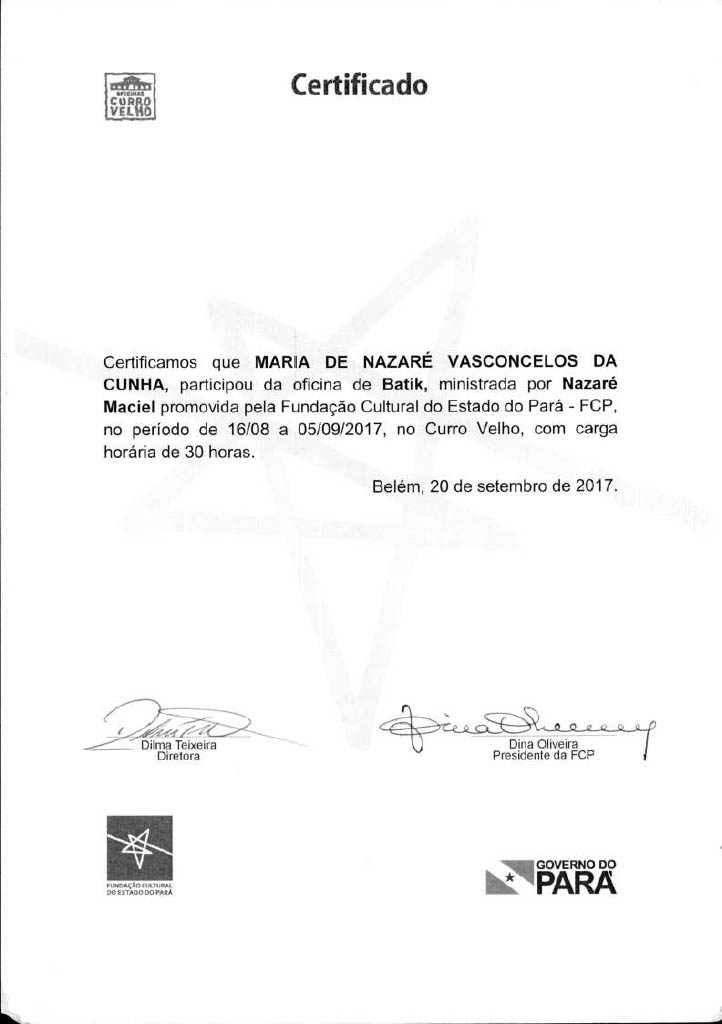 Certificado
OFICINAS
CURRO
VELHO
Certificamos que MARIA DE NAZARÉ VASCONCELOS DA
CUNHA, participou da oficina de Batik, ministrada por Nazaré
Maciel promovida pela Fundação Cultural do Estado do Pará - FCP,
no período de 16/08 a 05/09/2017, no Curro Velho, com carga
horária de 30 horas.
Belém, 20 de setembro de 2017.
Dilma Teixeira
Diretora
Dina Oliveira
Dina Oliveira
Presidente da FCP
FUNDAÇÃO CULTURAL
DO ESTADO DO PARÁ
GOVERNO DO
PARÁ